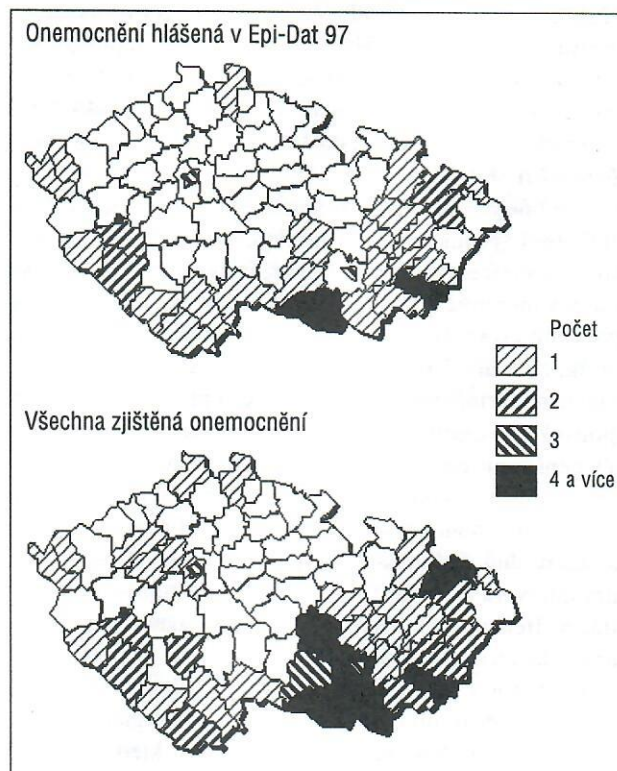 Onemocnění hlášená v Epi-Dat 97
Počet
1
2
3
4 a více
Všechna zjištěná onemocnění